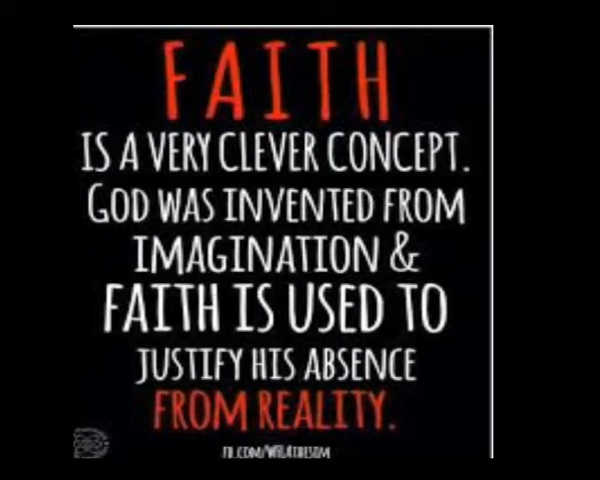 FAITH
IS A VERY CLEVER CONCEPT.
GOD WAS INVENTED FROM
IMAGINATION &
FAITH IS USED TO
JUSTIFY HIS ABSENCE
FROM REALITY.